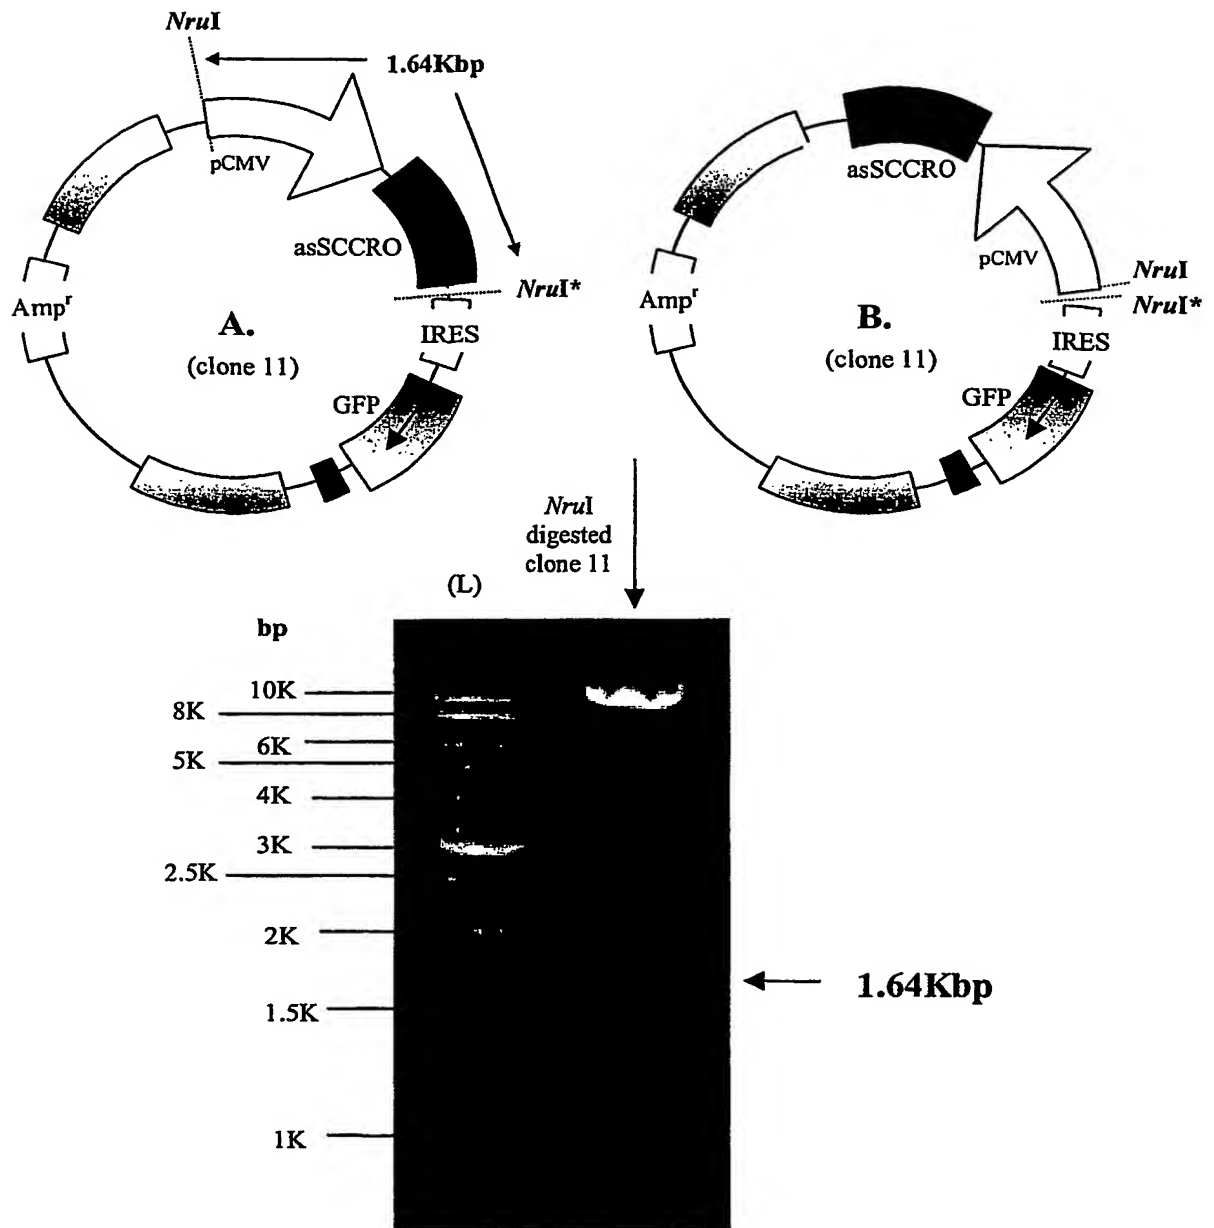 NruI
1.64Kbp
pCMV
asSCCRO
NruI*
Ampʳ
A.
(clone 11)
IRES
GFP
asSCCRO
pCMV
NruI
NruI*
Ampʳ
B.
(clone 11)
IRES
GFP
NruI
digested
clone 11
(L)
bp
10K
8K
6K
5K
4K
3K
2.5K
2K
1.64Kbp
1.5K
1K